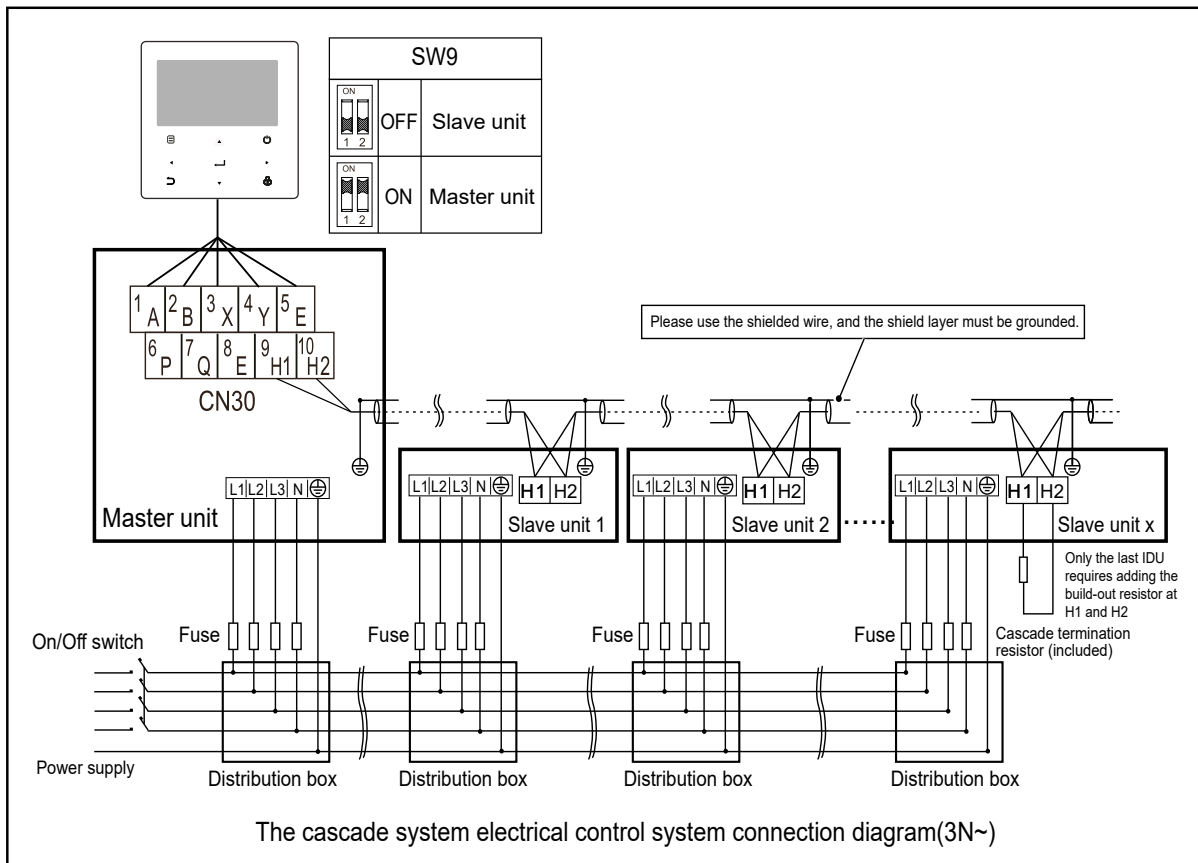 SW9
ON
1 2
OFF
Slave unit
ON
1 2
ON
Master unit
1 A 2 B 3 X 4 Y 5 E
6 P 7 Q 8 E 9 H1 10 H2
CN30
Please use the shielded wire, and the shield layer must be grounded.
L1 L2 L3 N
Master unit
L1 L2 L3 N
H1 H2
Slave unit 1
L1 L2 L3 N
H1 H2
Slave unit 2
L1 L2 L3 N
H1 H2
Slave unit x
Only the last IDU
requires adding the
build-out resistor at
H1 and H2
Cascade termination
resistor (included)
On/Off switch
Fuse
Fuse
Fuse
Fuse
Power supply
Distribution box
Distribution box
Distribution box
Distribution box
The cascade system electrical control system connection diagram(3N~)